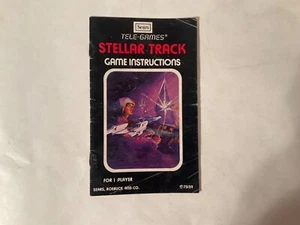 Sears
TELE-GAMES®
STELLAR TRACK
GAME INSTRUCTIONS
FOR 1 PLAYER
SEARS, ROEBUCK AND CO.